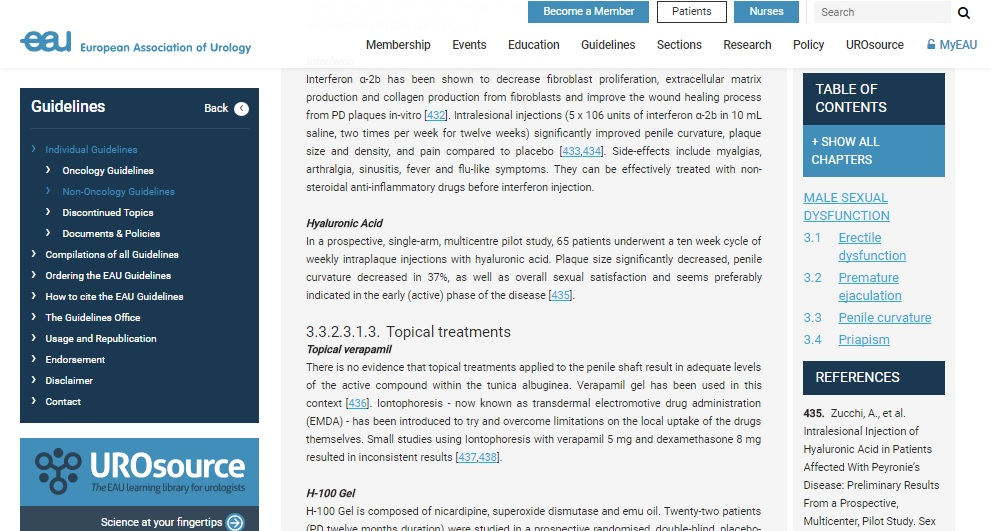 Become a Member
Patients
Nurses
Search
eau European Association of Urology
Membership Events Education Guidelines Sections Research Policy UROsource MyEAU
Guidelines Back
Individual Guidelines
Oncology Guidelines
Non-Oncology Guidelines
Discontinued Topics
Documents & Policies
Compilations of all Guidelines
Ordering the EAU Guidelines
How to cite the EAU Guidelines
The Guidelines Office
Usage and Republication
Endorsement
Disclaimer
Contact
UROsource
The EAU learning library for urologists
Science at your fingertips
Interferon
Interferon α-2b has been shown to decrease fibroblast proliferation, extracellular matrix
production and collagen production from fibroblasts and improve the wound healing process
from PD plaques in-vitro [432]. Intralesional injections (5 x 106 units of interferon α-2b in 10 mL
saline, two times per week for twelve weeks) significantly improved penile curvature, plaque
size and density, and pain compared to placebo [433,434]. Side-effects include myalgias,
arthralgia, sinusitis, fever and flu-like symptoms. They can be effectively treated with non-
steroidal anti-inflammatory drugs before interferon injection.
Hyaluronic Acid
In a prospective, single-arm, multicentre pilot study, 65 patients underwent a ten week cycle of
weekly intraplaque injections with hyaluronic acid. Plaque size significantly decreased, penile
curvature decreased in 37%, as well as overall sexual satisfaction and seems preferably
indicated in the early (active) phase of the disease [435].
3.3.2.3.1.3. Topical treatments
Topical verapamil
There is no evidence that topical treatments applied to the penile shaft result in adequate levels
of the active compound within the tunica albuginea. Verapamil gel has been used in this
context [436]. Iontophoresis - now known as transdermal electromotive drug administration
(EMDA) - has been introduced to try and overcome limitations on the local uptake of the drugs
themselves. Small studies using Iontophoresis with verapamil 5 mg and dexamethasone 8 mg
resulted in inconsistent results [437,438].
H-100 Gel
H-100 Gel is composed of nicardipine, superoxide dismutase and emu oil. Twenty-two patients
(PD twelve months duration) were studied in a prospective randomised, double-blind, placebo-
TABLE OF
CONTENTS
+ SHOW ALL
CHAPTERS
MALE SEXUAL
DYSFUNCTION
3.1 Erectile
dysfunction
3.2 Premature
ejaculation
3.3 Penile curvature
3.4 Priapism
REFERENCES
435. Zucchi, A., et al.
Intralesional Injection of
Hyaluronic Acid in Patients
Affected With Peyronie's
Disease: Preliminary Results
From a Prospective,
Multicenter, Pilot Study. Sex